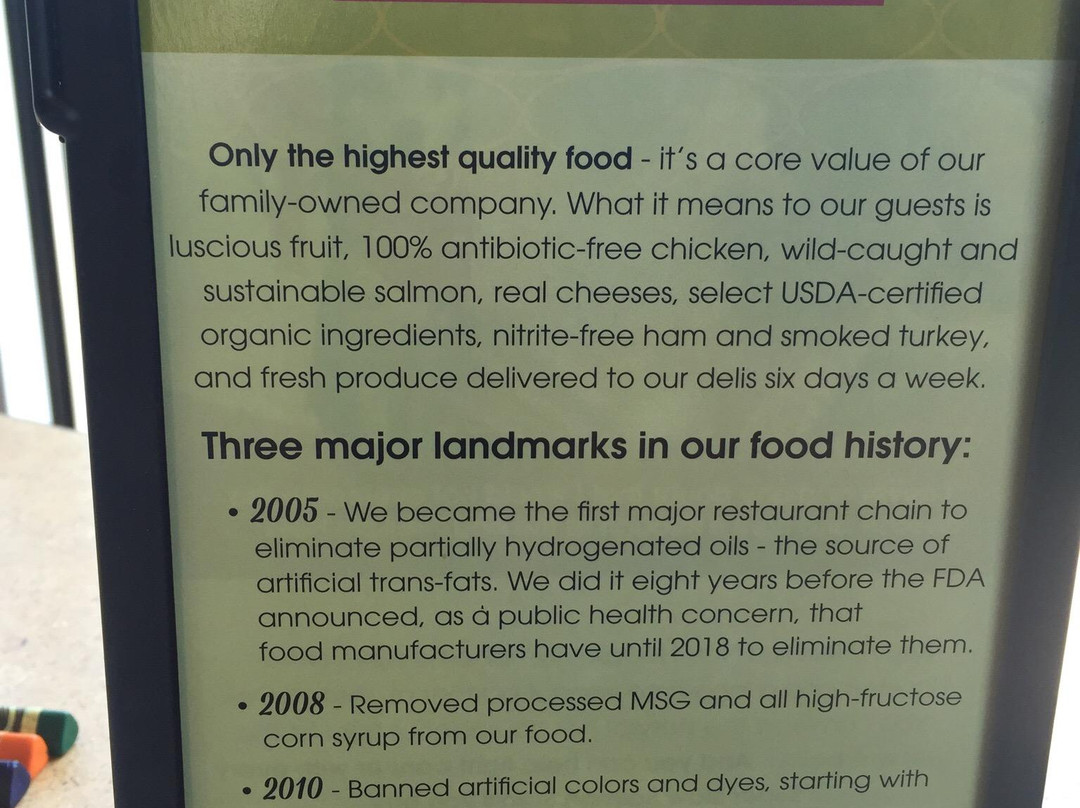 Only the highest quality food - it's a core value of our
family-owned company. What it means to our guests is
luscious fruit, 100% antibiotic-free chicken, wild-caught and
sustainable salmon, real cheeses, select USDA-certified
organic ingredients, nitrite-free ham and smoked turkey,
and fresh produce delivered to our delis six days a week.
Three major landmarks in our food history:
• 2005 - We became the first major restaurant chain to
eliminate partially hydrogenated oils - the source of
artificial trans-fats. We did it eight years before the FDA
announced, as a public health concern, that
food manufacturers have until 2018 to eliminate them.
• 2008 - Removed processed MSG and all high-fructose
corn syrup from our food.
• 2010 - Banned artificial colors and dyes, starting with